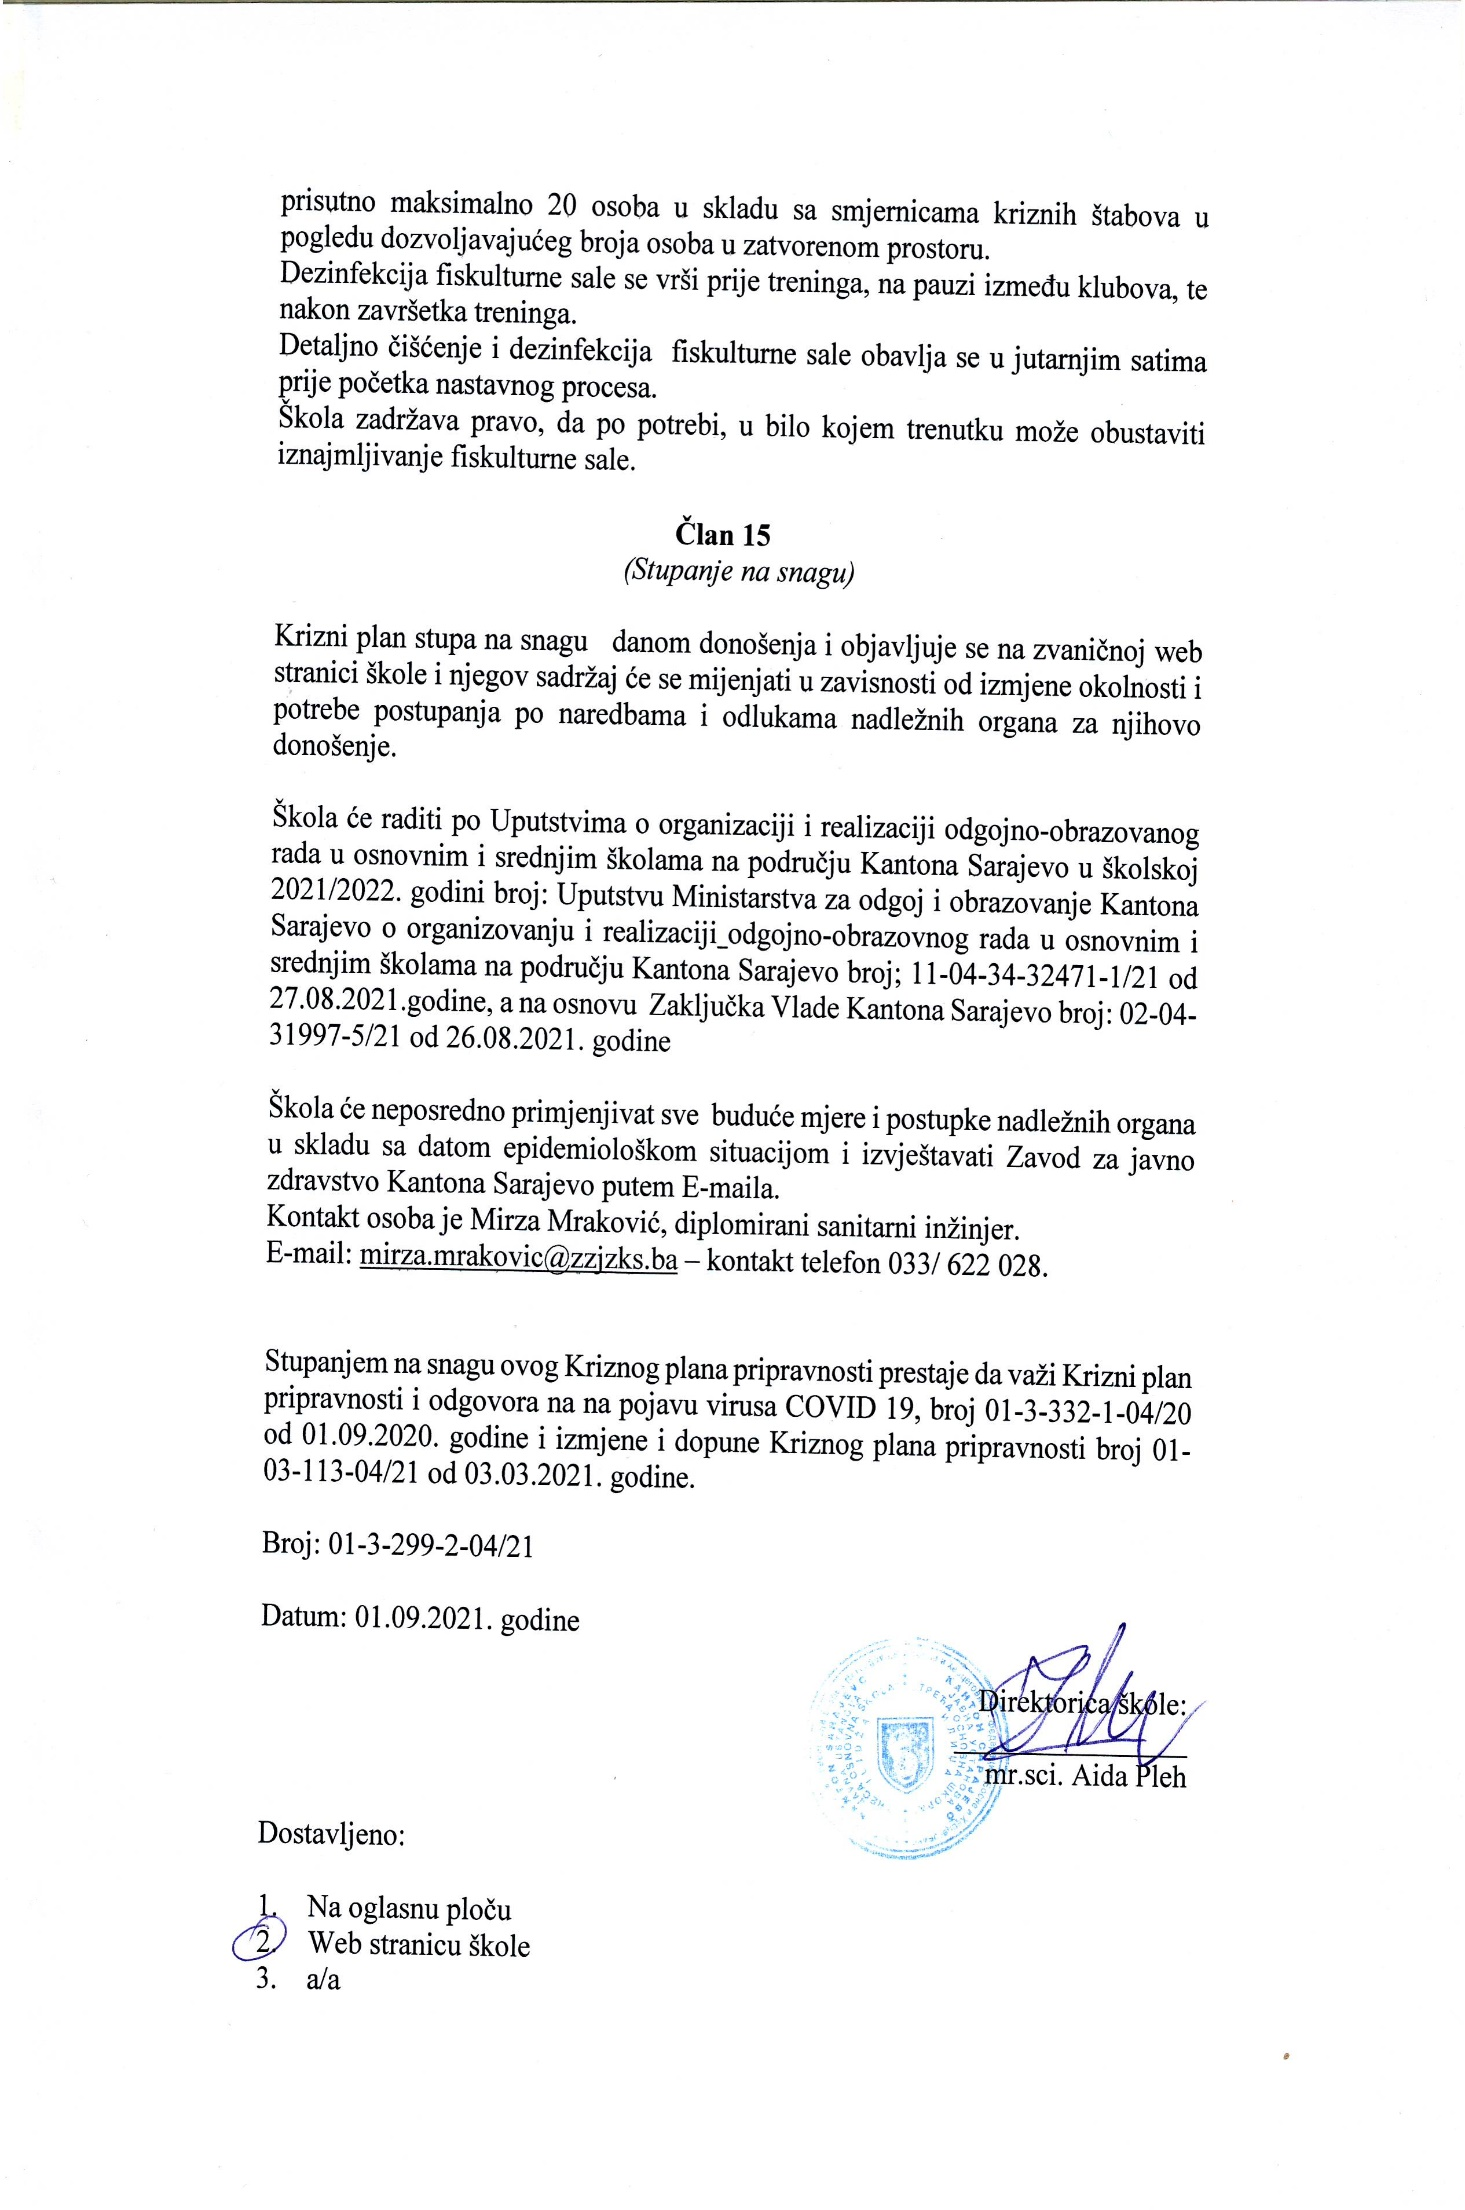 prisutno maksimalno 20 osoba u skladu sa smjernicama kriznih štabova u
pogledu dozvoljavajućeg broja osoba u zatvorenom prostoru.
Dezinfekcija fiskulturne sale se vrši prije treninga, na pauzi između klubova, te
nakon završetka treninga.
Detaljno čišćenje i dezinfekcija fiskulturne sale obavlja se u jutarnjim satima
prije početka nastavnog procesa.
Škola zadržava pravo, da po potrebi, u bilo kojem trenutku može obustaviti
iznajmljivanje fiskulturne sale.
Član 15
(Stupanje na snagu)
Krizni plan stupa na snagu danom donošenja i objavljuje se na zvaničnoj web
stranici škole i njegov sadržaj će se mijenjati u zavisnosti od izmjene okolnosti i
potrebe postupanja po naredbama i odlukama nadležnih organa za njihovo
donošenje.
Škola će raditi po Uputstvima o organizaciji i realizaciji odgojno-obrazovanog
rada u osnovnim i srednjim školama na području Kantona Sarajevo u školskoj
2021/2022. godini broj: Uputstvu Ministarstva za odgoj i obrazovanje Kantona
Sarajevo o organizovanju i realizaciji_odgojno-obrazovnog rada u osnovnim i
srednjim školama na području Kantona Sarajevo broj; 11-04-34-32471-1/21 od
27.08.2021.godine, a na osnovu Zaključka Vlade Kantona Sarajevo broj: 02-04-
31997-5/21 od 26.08.2021. godine
Škola će neposredno primjenjivat sve buduće mjere i postupke nadležnih organa
u skladu sa datom epidemiološkom situacijom i izvještavati Zavod za javno
zdravstvo Kantona Sarajevo putem E-maila.
Kontakt osoba je Mirza Mraković, diplomirani sanitarni inžinjer.
E-mail: mirza.mrakovic@zzjzks.ba – kontakt telefon 033/ 622 028.
Stupanjem na snagu ovog Kriznog plana pripravnosti prestaje da važi Krizni plan
pripravnosti i odgovora na na pojavu virusa COVID 19, broj 01-3-332-1-04/20
od 01.09.2020. godine i izmjene i dopune Kriznog plana pripravnosti broj 01-
03-113-04/21 od 03.03.2021. godine.
Broj: 01-3-299-2-04/21
Datum: 01.09.2021. godine
Direktorica škole:
mr.sci. Aida Pleh
Dostavljeno:
1. Na oglasnu ploču
2. Web stranicu škole
3. a/a